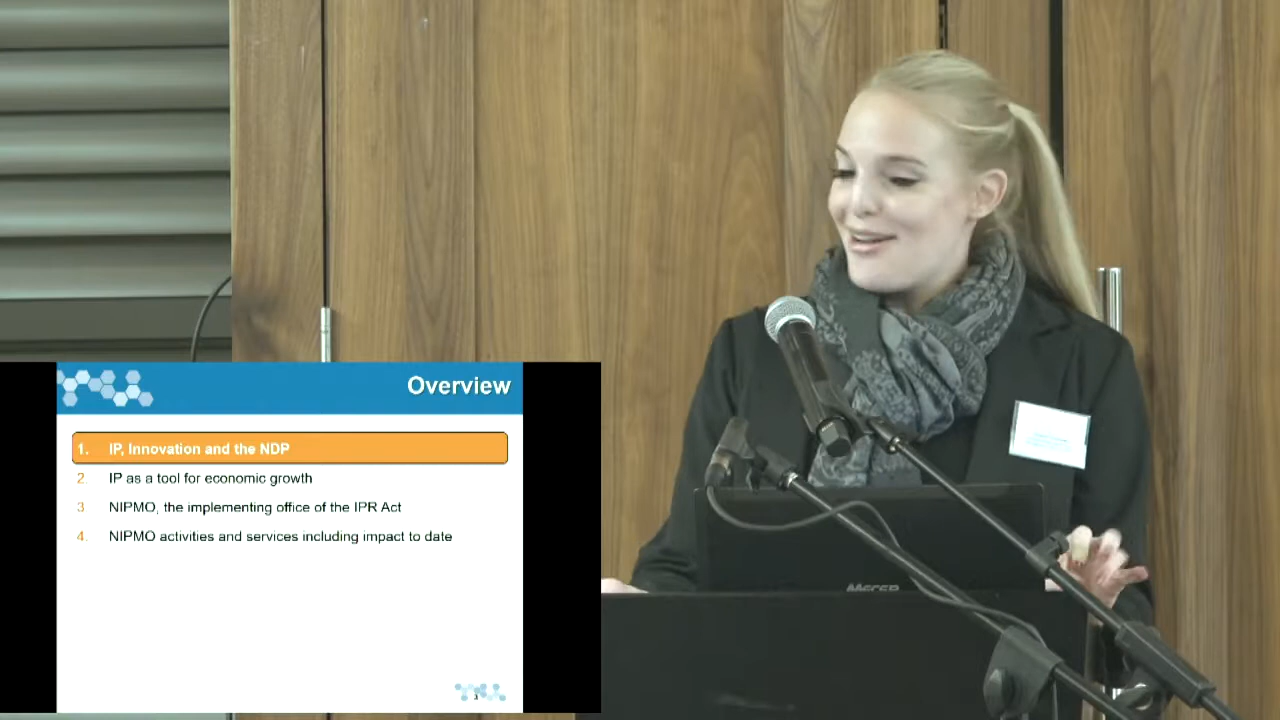 Overview
1. IP, Innovation and the NDP
2. IP as a tool for economic growth
3 NIPMO, the implementing office of the IPR Act
4. NIPMO activities and services including impact to date
MECER